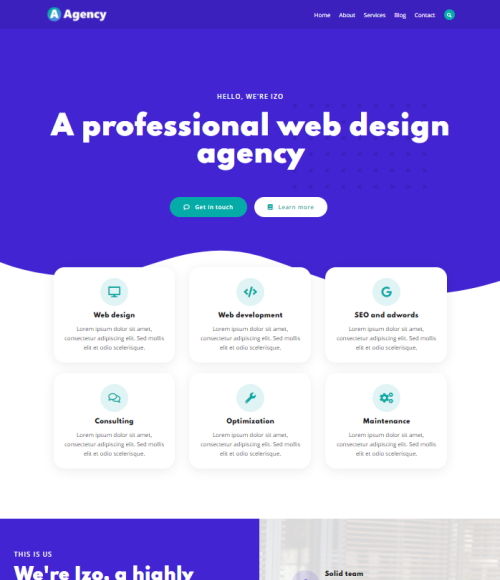 A Agency
Home About Services Blog Contact
HELLO, WE'RE IZO
A professional web design
agency
Get in touch
Learn more
Web design
Lorem ipsum dolor sit amet,
consectetur adipiscing elit. Sed mollis
elit et odio scelerisque.
Web development
Lorem ipsum dolor sit amet,
consectetur adipiscing elit. Sed mollis
elit et odio scelerisque.
SEO and adwords
Lorem ipsum dolor sit amet,
consectetur adipiscing elit. Sed mollis
elit et odio scelerisque.
Consulting
Lorem ipsum dolor sit amet,
consectetur adipiscing elit. Sed mollis
elit et odio scelerisque.
Optimization
Lorem ipsum dolor sit amet,
consectetur adipiscing elit. Sed mollis
elit et odio scelerisque.
Maintenance
Lorem ipsum dolor sit amet,
consectetur adipiscing elit. Sed mollis
elit et odio scelerisque.
THIS IS US
We're Izo, a highly
Solid team